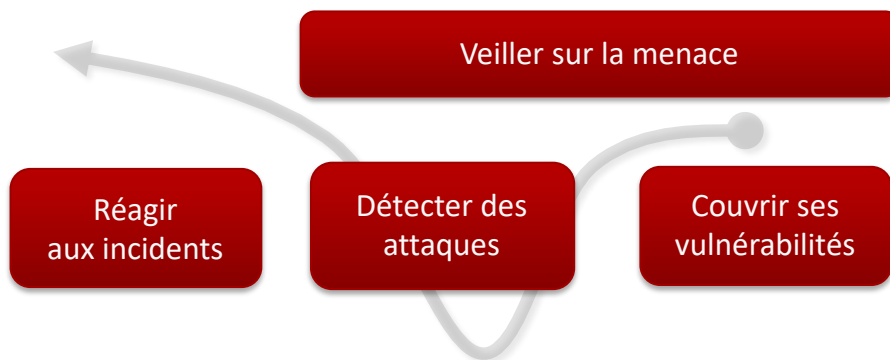 Veiller sur la menace
Réagir
aux incidents
Détecter des
attaques
Couvrir ses
vulnérabilités